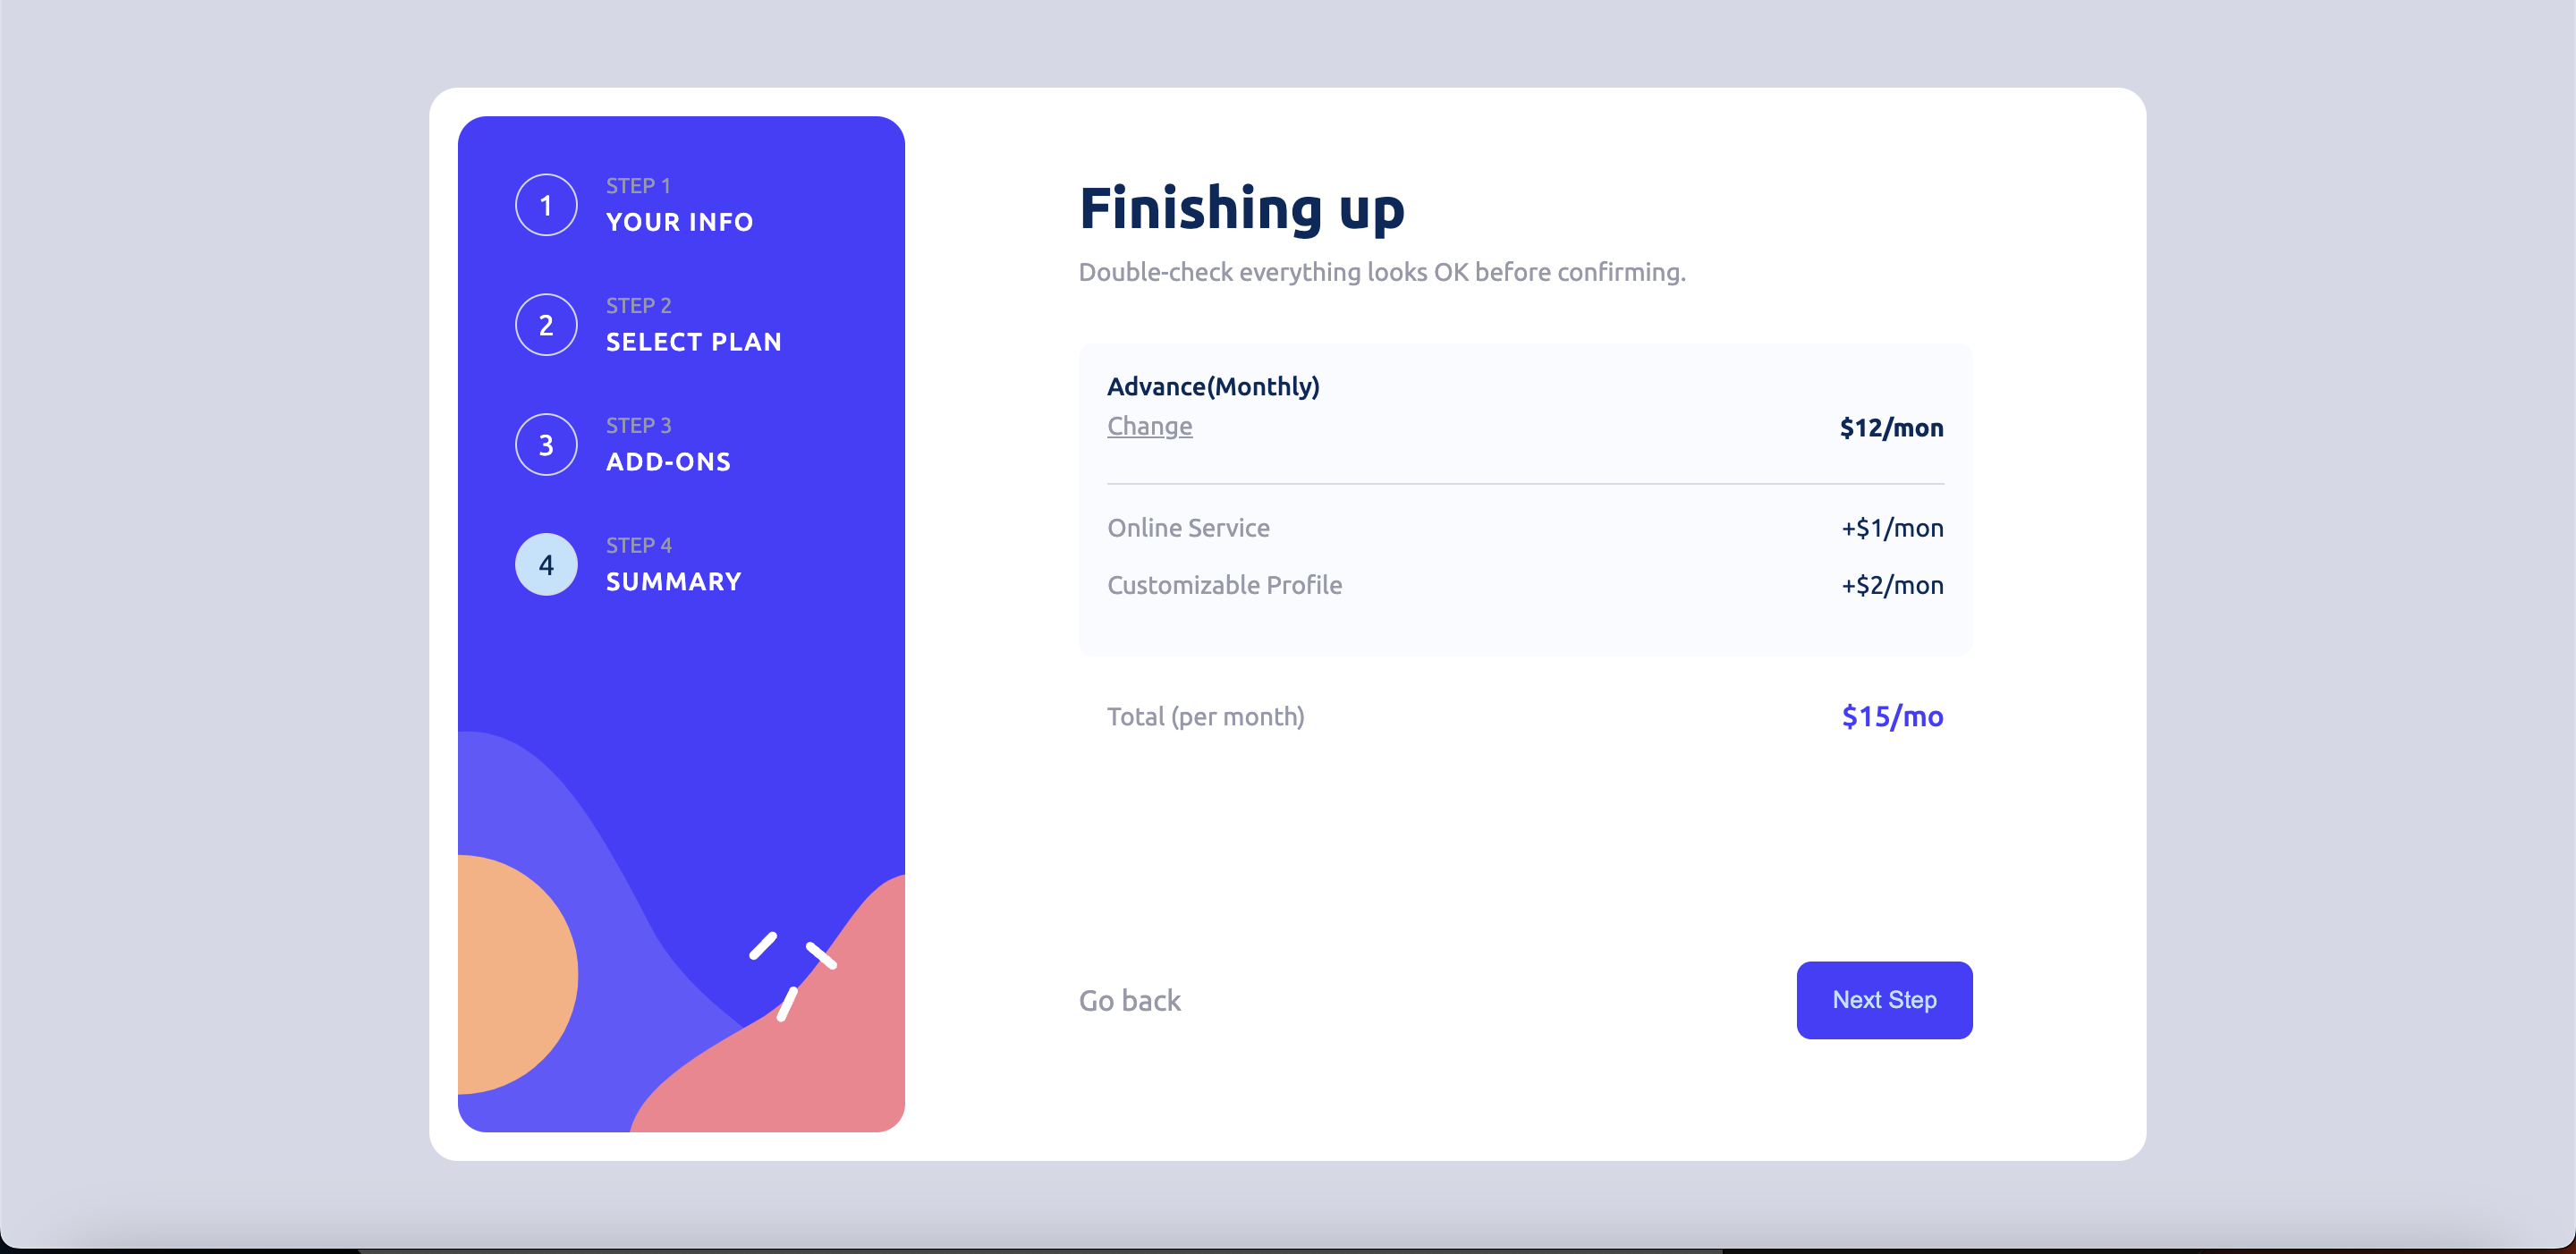 1
STEP 1
YOUR INFO
2
STEP 2
SELECT PLAN
3
STEP 3
ADD-ONS
4
STEP 4
SUMMARY
Finishing up
Double-check everything looks OK before confirming.
Advance(Monthly)
Change
$12/mon
Online Service
+$1/mon
Customizable Profile
+$2/mon
Total (per month)
$15/mo
Go back
Next Step